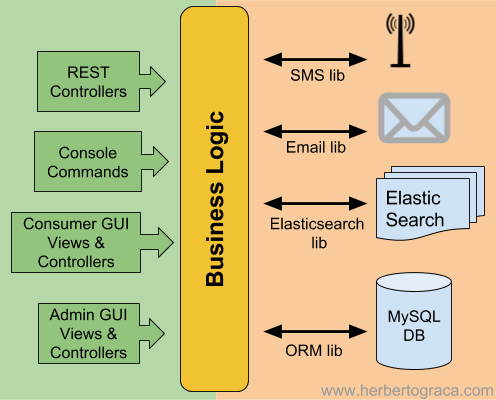 REST
Controllers
Console
Commands
Consumer GUI
Views &
Controllers
Admin GUI
Views &
Controllers
Business Logic
SMS lib
Email lib
Elasticsearch
lib
Elastic
Search
ORM lib
MySQL
DB
www.herbertograca.com